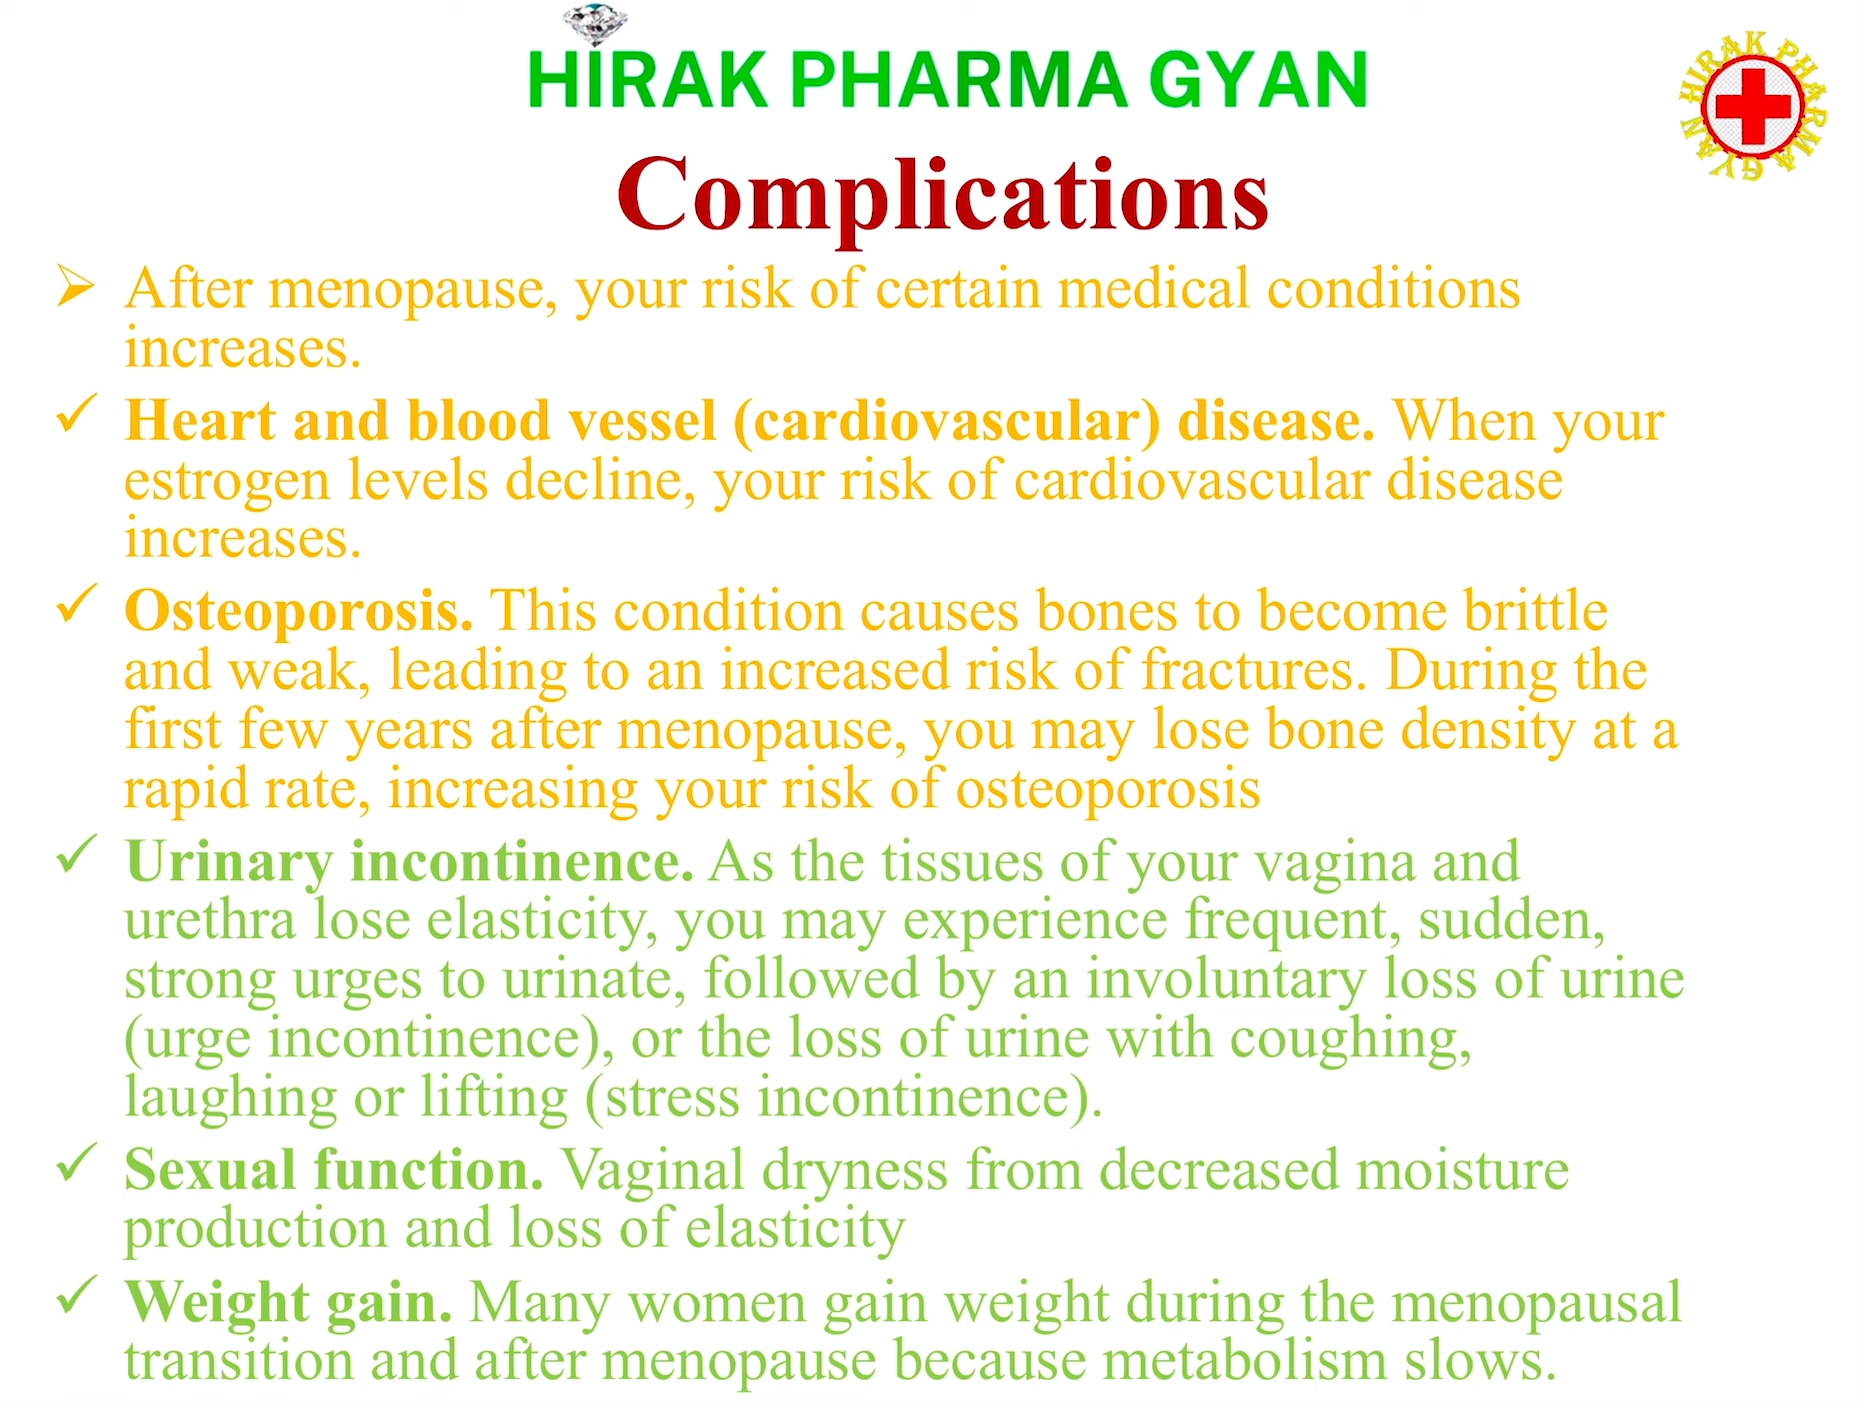 HIRAK PHARMA GYAN
HIRAK PHARMA GYAN
Complications
➢ After menopause, your risk of certain medical conditions
increases.
✓ Heart and blood vessel (cardiovascular) disease. When your
estrogen levels decline, your risk of cardiovascular disease
increases.
✓ Osteoporosis. This condition causes bones to become brittle
and weak, leading to an increased risk of fractures. During the
first few years after menopause, you may lose bone density at a
rapid rate, increasing your risk of osteoporosis
✓ Urinary incontinence. As the tissues of your vagina and
urethra lose elasticity, you may experience frequent, sudden,
strong urges to urinate, followed by an involuntary loss of urine
(urge incontinence), or the loss of urine with coughing,
laughing or lifting (stress incontinence).
✓ Sexual function. Vaginal dryness from decreased moisture
production and loss of elasticity
✓ Weight gain. Many women gain weight during the menopausal
transition and after menopause because metabolism slows.